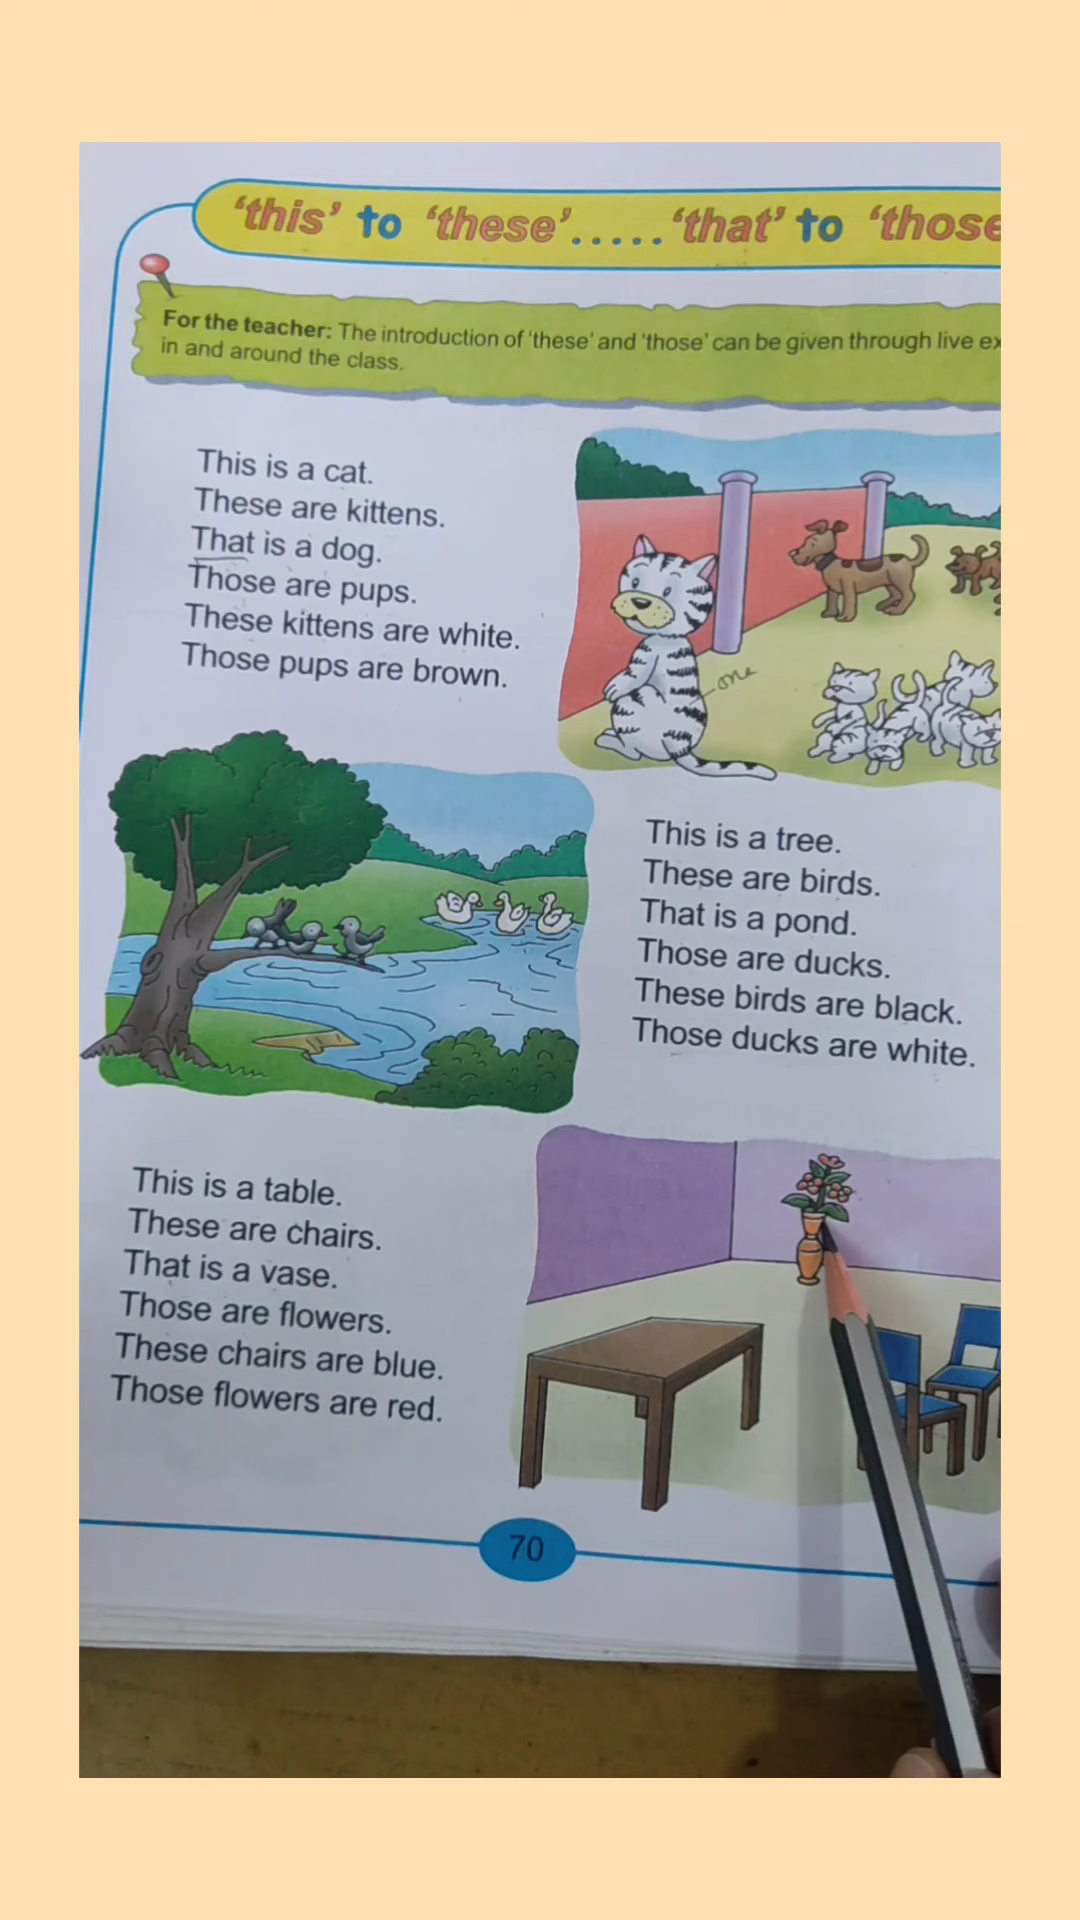 'this' to 'these'.....'that' to 'those
For the teacher: The introduction of 'these' and 'those' can be given through live ex
in and around the class.
This is a cat.
These are kittens.
That is a dog.
Those are pups.
These kittens are white.
Those pups are brown.
one
This is a tree.
These are birds.
That is a pond.
Those are ducks.
These birds are black.
Those ducks are white.
This is a table.
These are chairs.
That is a vase.
Those are flowers.
These chairs are blue.
Those flowers are red.
70